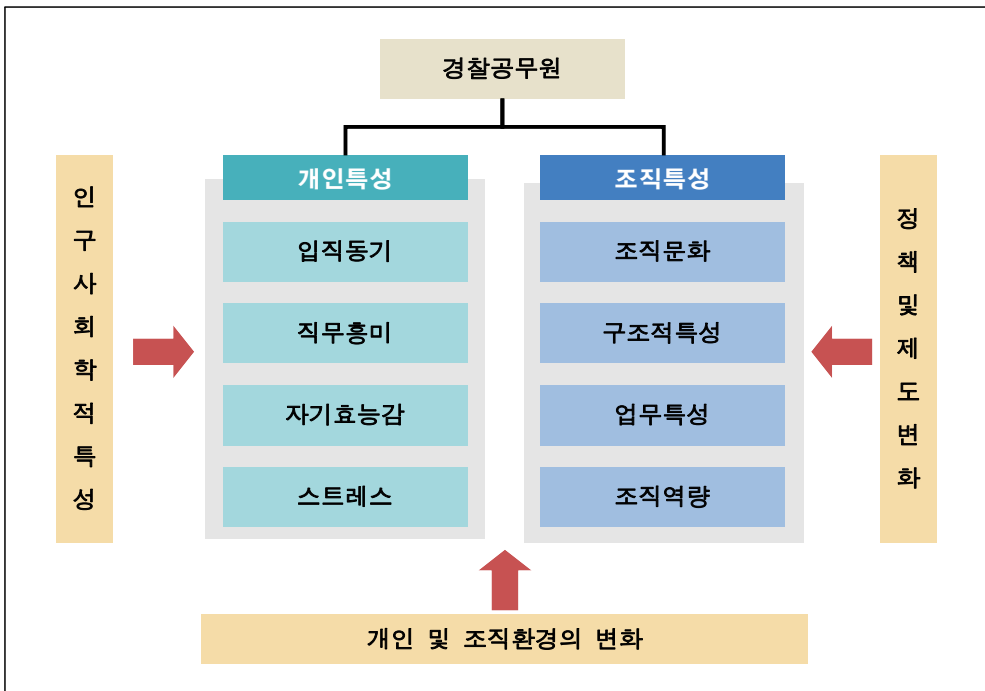 경찰공무원
인구사회학적특성
개인특성
입직동기
직무흥미
자기효능감
스트레스
조직특성
조직문화
구조적특성
업무특성
조직역량
정책및제도변화
개인 및 조직환경의 변화